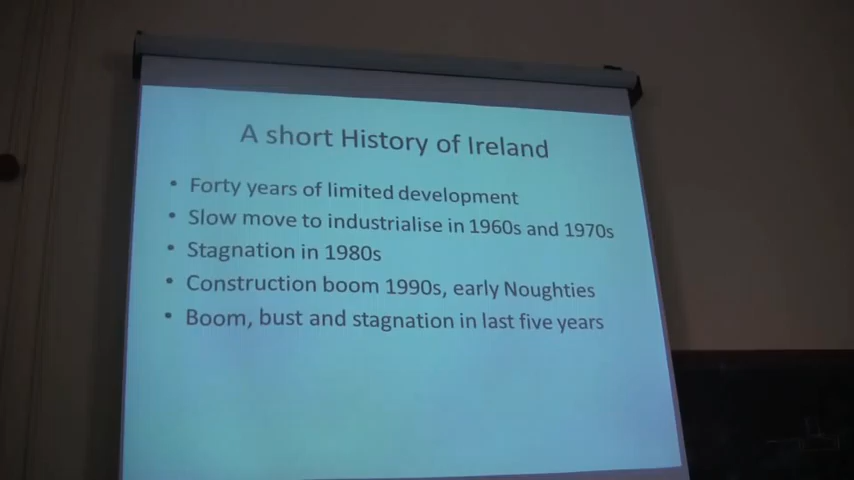 A short History of Ireland
• Forty years of limited development
• Slow move to industrialise in 1960s and 1970s
• Stagnation in 1980s
• Construction boom 1990s, early Noughties
• Boom, bust and stagnation in last five years